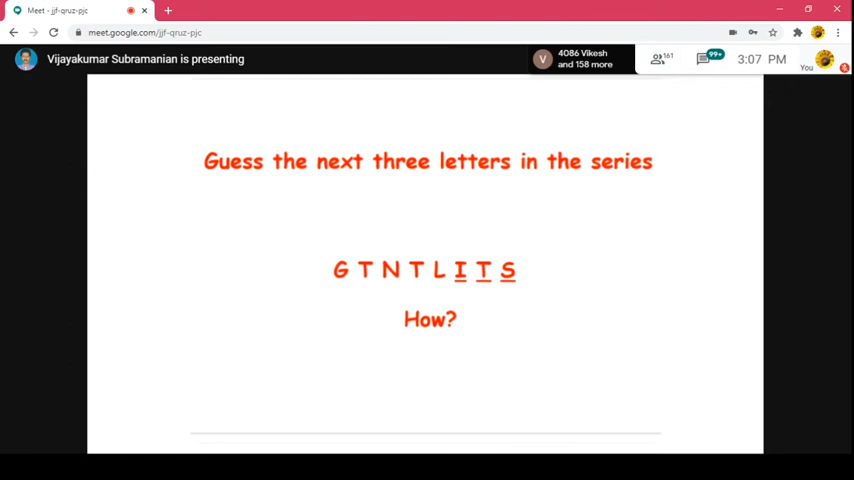 Meet - jjf-qruz-pjc
meet.google.com/jjf-qruz-pjc
Vijayakumar Subramanian is presenting
V
4086 Vikesh
and 158 more
161
99+
3:07 PM
You
Guess the next three letters in the series
G T N T L I T S
How?